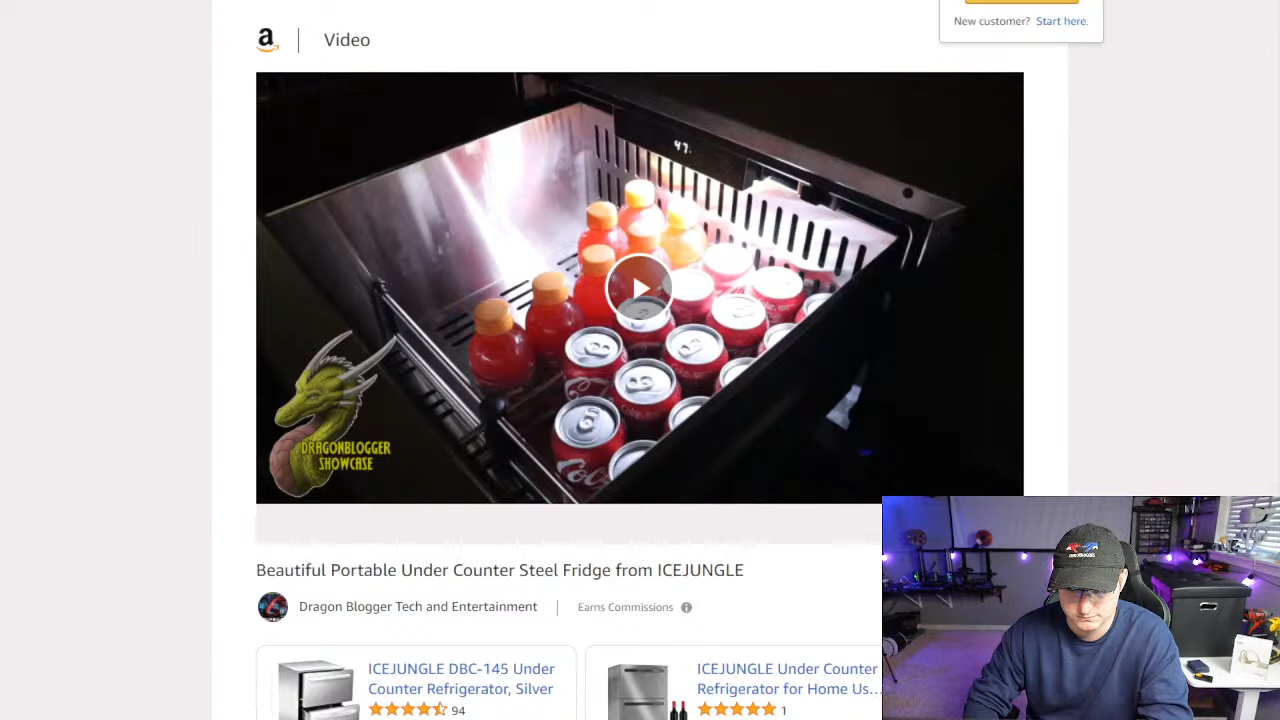 New customer? Start here.
a
Video
47.
DRAGONBLOGGER
SHOWCASE
Coc
Beautiful Portable Under Counter Steel Fridge from ICEJUNGLE
Dragon Blogger Tech and Entertainment
Earns Commissions
ICEJUNGLE DBC-145 Under
Counter Refrigerator, Silver
94
ICEJUNGLE Under Counter
Refrigerator for Home Us...
1